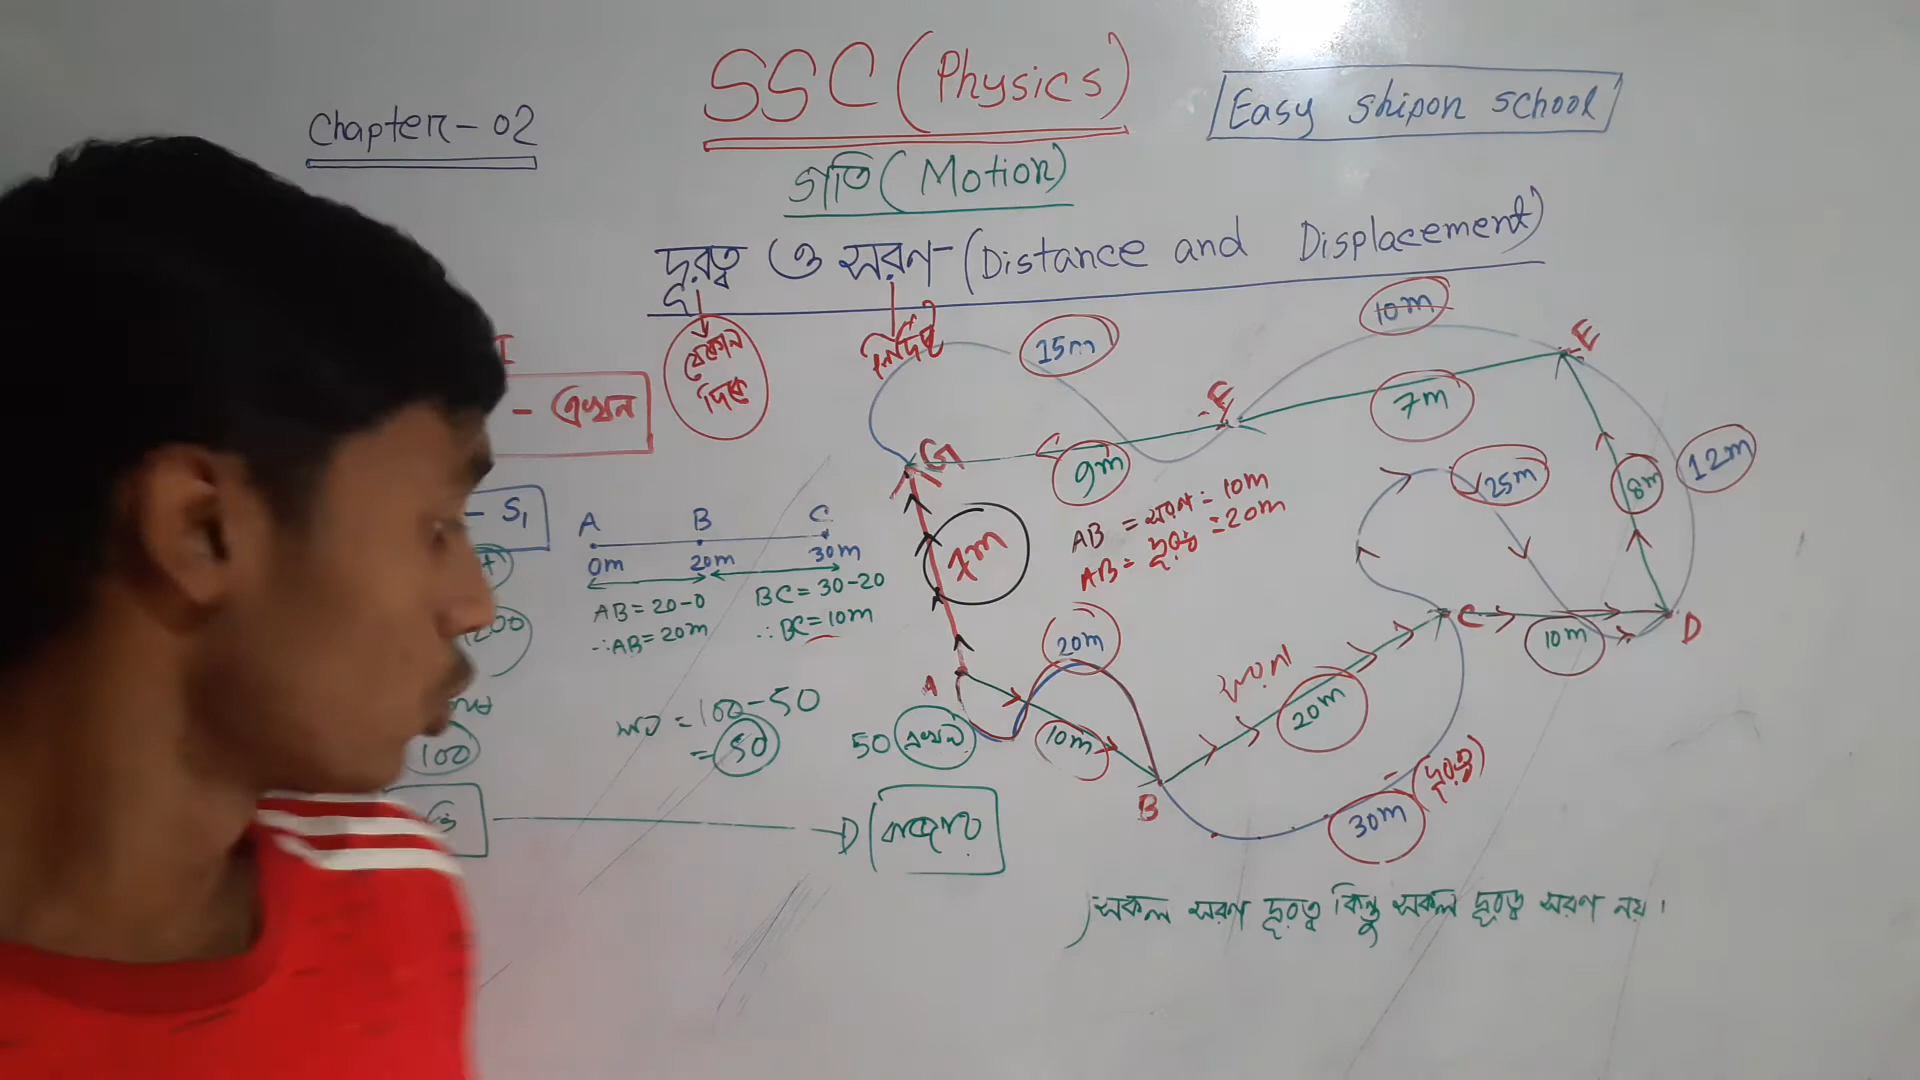 SSC (Physics)
Chapter-02
Easy Shipon School
গতি (Motion)
দূরত্ব ও সরণ- (Distance and Displacement)
যেকোন
দিকে
নির্দিষ্ট
- এখন
15m
10m
E
F
7m
G
9m
12m
25m
8m
- S₁
A B C
0m 20m 30m
AB = 20-0
∴AB = 20m
BC = 30-20
∴BC = 10m
7m
AB = সরণ = 10m
AB = দূরত্ব = 20m
1200
100
= 100-50
= 50
50
A
20m
10m
B
সরণ
20m
C
10m
D
30m
(দূরত্ব)
D
সকল সরণ দূরত্ব কিন্তু সকল দূরত্ব সরণ নয়।